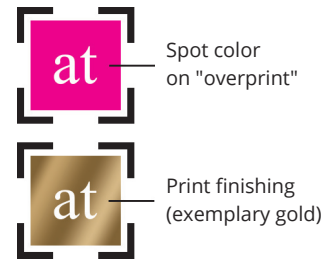 at
Spot color
on "overprint"
at
Print finishing
(exemplary gold)